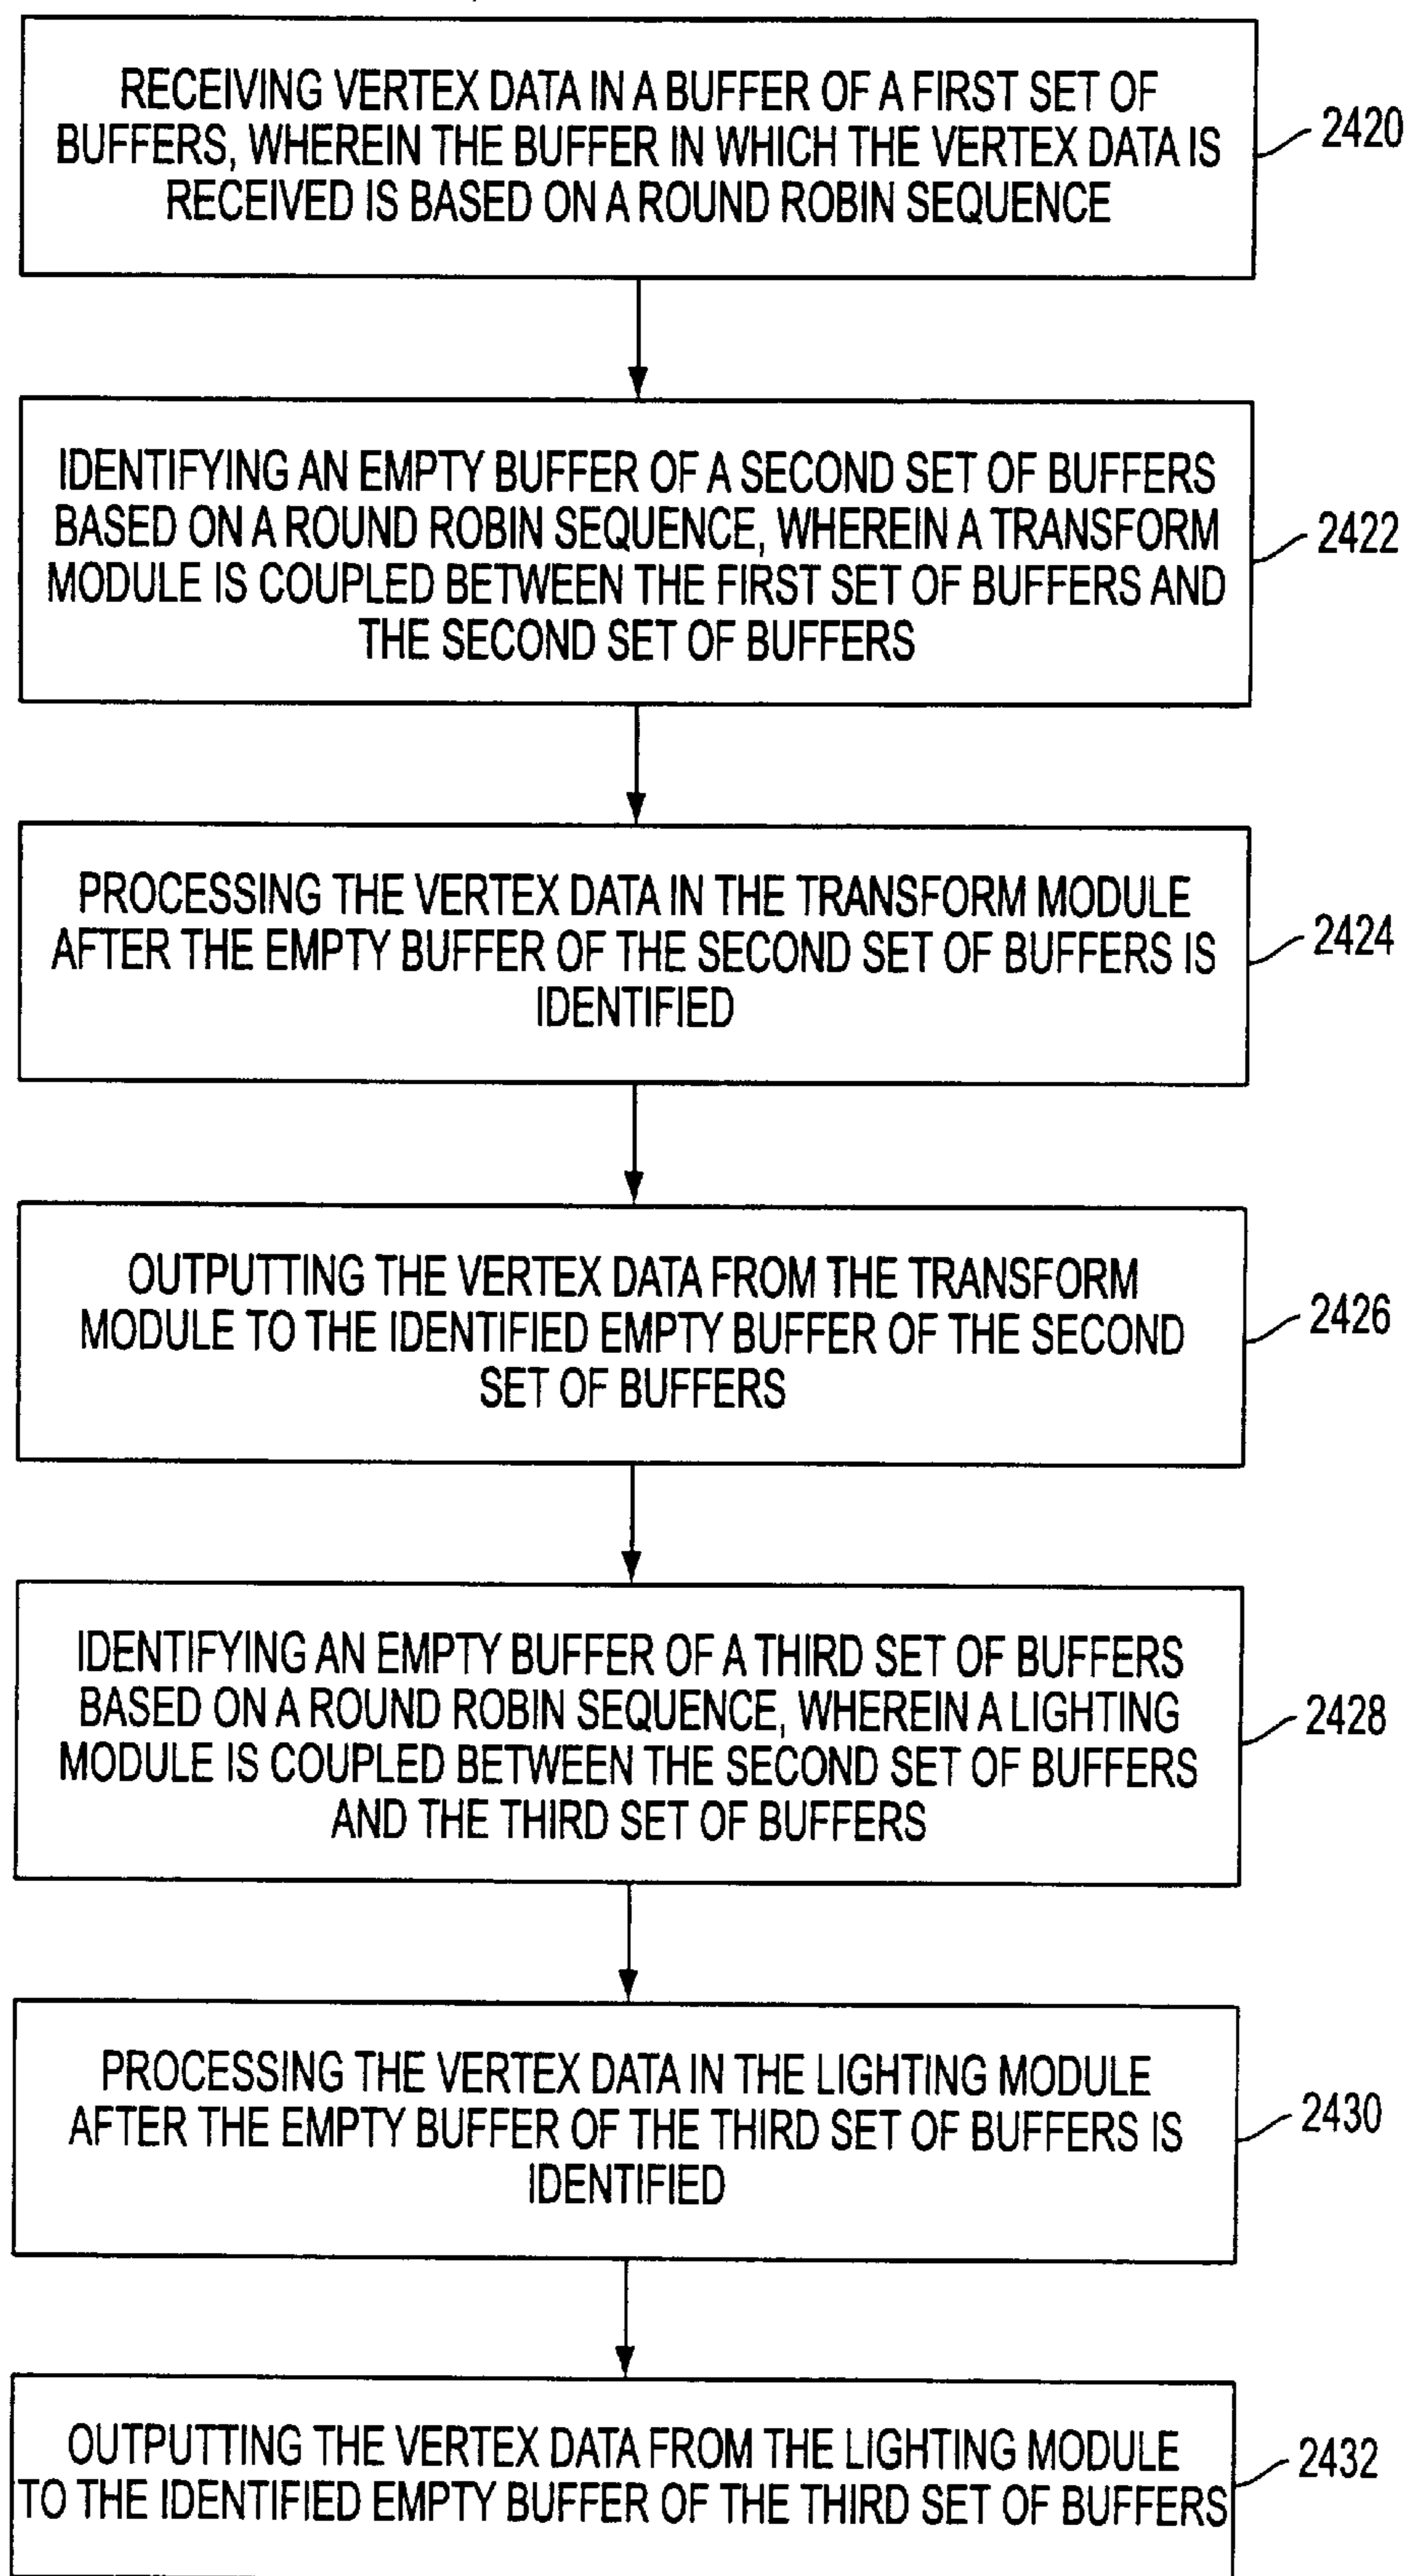 RECEIVING VERTEX DATA IN A BUFFER OF A FIRST SET OF
BUFFERS, WHEREIN THE BUFFER IN WHICH THE VERTEX DATA IS
RECEIVED IS BASED ON A ROUND ROBIN SEQUENCE
2420
IDENTIFYING AN EMPTY BUFFER OF A SECOND SET OF BUFFERS
BASED ON A ROUND ROBIN SEQUENCE, WHEREIN A TRANSFORM
MODULE IS COUPLED BETWEEN THE FIRST SET OF BUFFERS AND
THE SECOND SET OF BUFFERS
2422
PROCESSING THE VERTEX DATA IN THE TRANSFORM MODULE
AFTER THE EMPTY BUFFER OF THE SECOND SET OF BUFFERS IS
IDENTIFIED
2424
OUTPUTTING THE VERTEX DATA FROM THE TRANSFORM
MODULE TO THE IDENTIFIED EMPTY BUFFER OF THE SECOND
SET OF BUFFERS
2426
IDENTIFYING AN EMPTY BUFFER OF A THIRD SET OF BUFFERS
BASED ON A ROUND ROBIN SEQUENCE, WHEREIN A LIGHTING
MODULE IS COUPLED BETWEEN THE SECOND SET OF BUFFERS
AND THE THIRD SET OF BUFFERS
2428
PROCESSING THE VERTEX DATA IN THE LIGHTING MODULE
AFTER THE EMPTY BUFFER OF THE THIRD SET OF BUFFERS IS
IDENTIFIED
2430
OUTPUTTING THE VERTEX DATA FROM THE LIGHTING MODULE
TO THE IDENTIFIED EMPTY BUFFER OF THE THIRD SET OF BUFFERS
2432